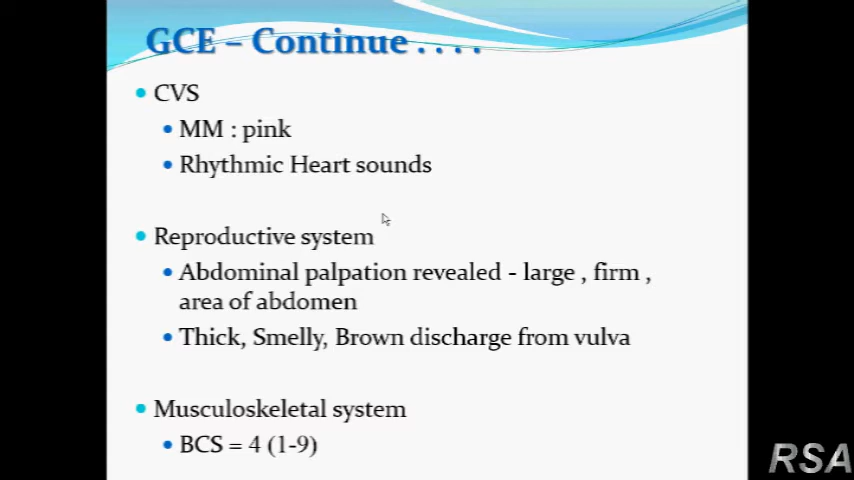 GCE – Continue . . . .
CVS
MM : pink
Rhythmic Heart sounds
Reproductive system
Abdominal palpation revealed - large , firm ,
area of abdomen
Thick, Smelly, Brown discharge from vulva
Musculoskeletal system
BCS = 4 (1-9)
RSA